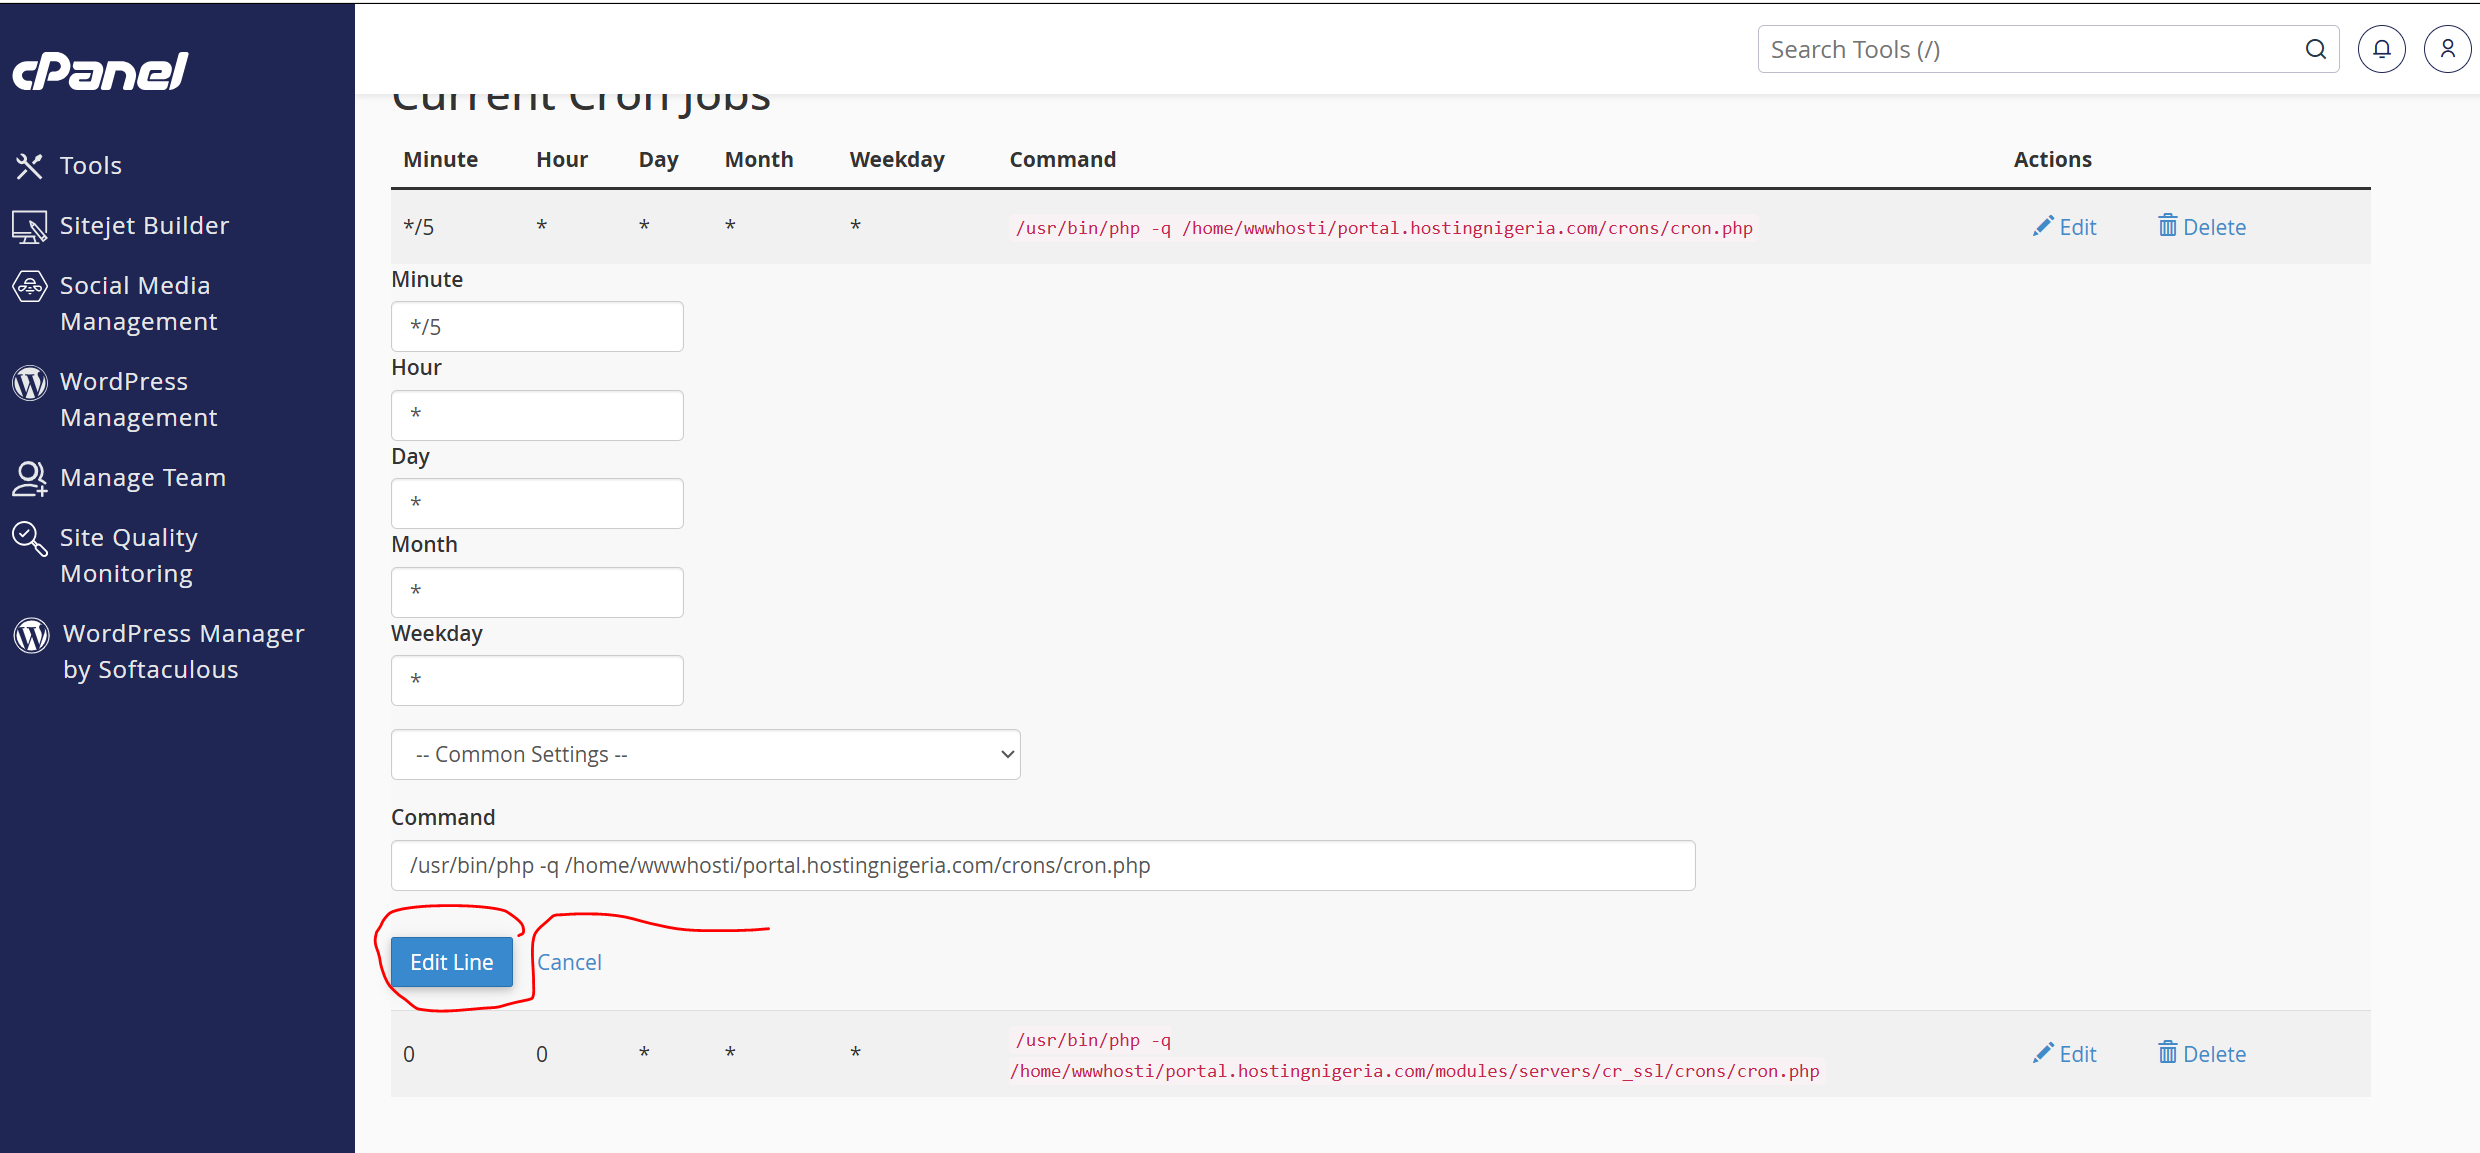 cPanel
Search Tools (/)
Tools
Sitejet Builder
Social Media
Management
WordPress
Management
Manage Team
Site Quality
Monitoring
WordPress Manager
by Softaculous
Current Cron Jobs
Minute Hour Day Month Weekday Command Actions
*/5 * * * * /usr/bin/php -q /home/wwwhosti/portal.hostingnigeria.com/crons/cron.php Edit Delete
Minute
*/5
Hour
*
Day
*
Month
*
Weekday
*
-- Common Settings --
Command
/usr/bin/php -q /home/wwwhosti/portal.hostingnigeria.com/crons/cron.php
Edit Line Cancel
0 0 * * * /usr/bin/php -q Edit Delete
/home/wwwhosti/portal.hostingnigeria.com/modules/servers/cr_ssl/crons/cron.php